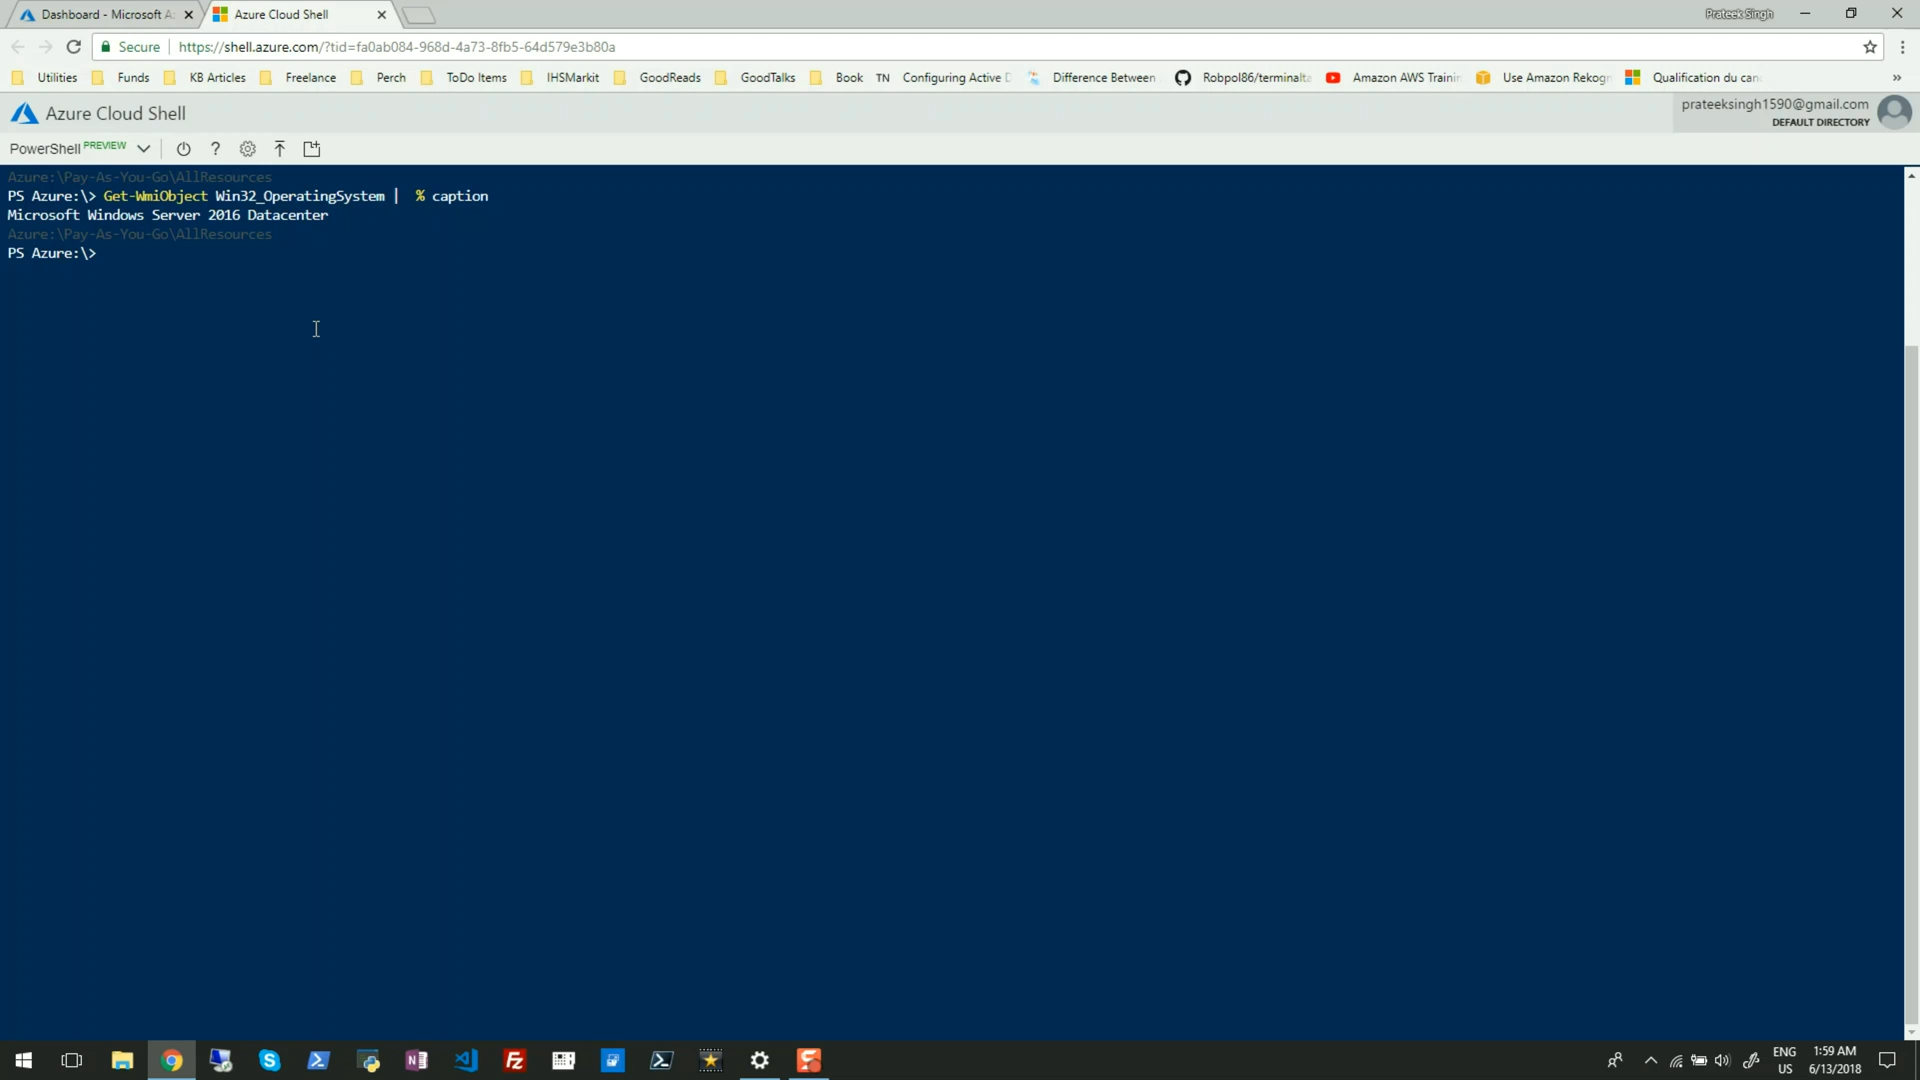 Dashboard - Microsoft A
Azure Cloud Shell
Prateek Singh
Secure
https://shell.azure.com/?tid=fa0ab084-968d-4a73-8fb5-64d579e3b80a
Utilities
Funds
KB Articles
Freelance
Perch
ToDo Items
IHSMarkit
GoodReads
GoodTalks
Book
TN Configuring Active D
Difference Between
Robpol86/terminalta
Amazon AWS Trainin
Use Amazon Rekogn
Qualification du can
»
Azure Cloud Shell
prateeksingh1590@gmail.com
DEFAULT DIRECTORY
PowerShell PREVIEW
?
Azure:\Pay-As-You-Go\AllResources
PS Azure:\> Get-WmiObject Win32_OperatingSystem |  % caption
Microsoft Windows Server 2016 Datacenter
Azure:\Pay-As-You-Go\AllResources
PS Azure:\>
ENG
US
1:59 AM
6/13/2018